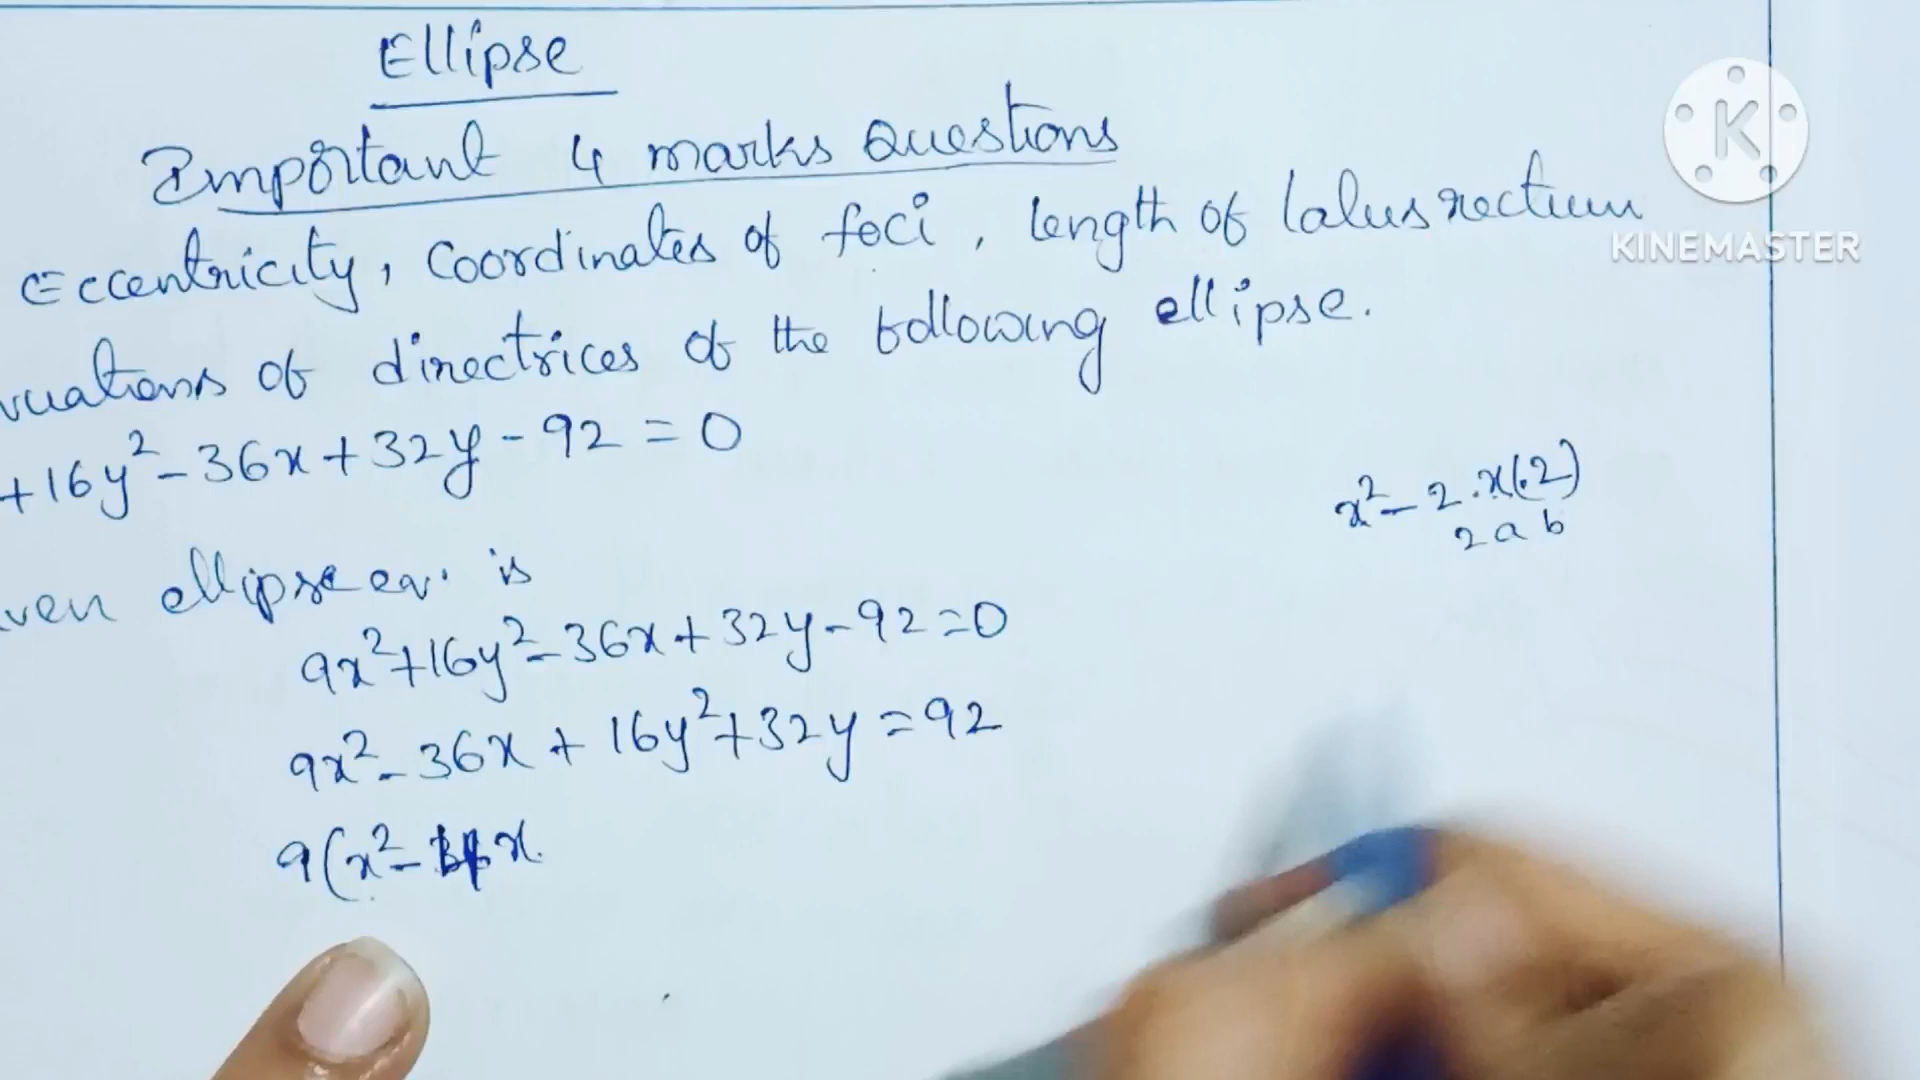 Ellipse
Important 4 marks Questions
K
Eccentricity, Coordinates of foci, length of latus rectum
KINEMASTER
uations of directrices of the following ellipse.
+16y²-36x+32y-92=0
x²-2.x(.2)
2 a b
ven ellipse eq. is
9x²+16y²-36x+32y-92=0
9x²-36x+16y²+32y=92
9(x²- x